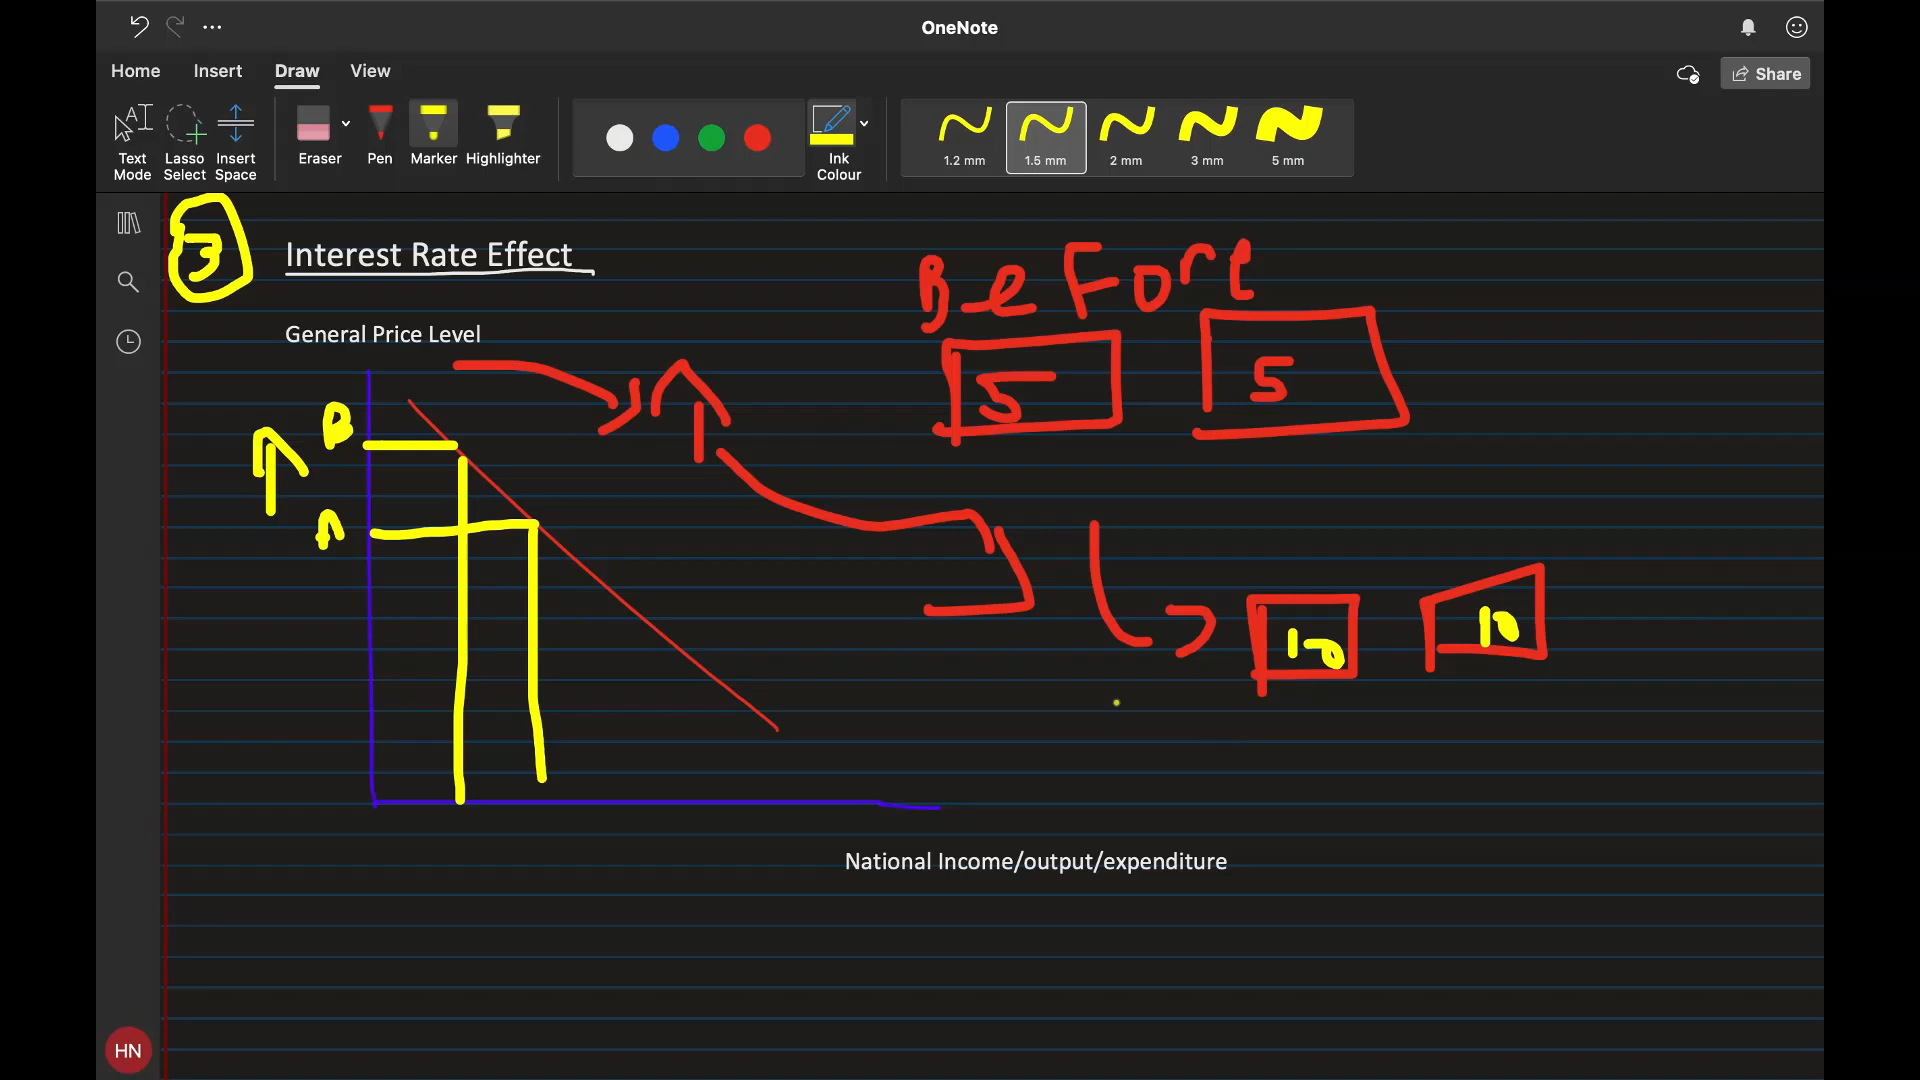 OneNote
Home Insert Draw View
Share
Text Mode
Lasso Select
Insert Space
Eraser
Pen
Marker
Highlighter
Ink Colour
1.2 mm
1.5 mm
2 mm
3 mm
5 mm
3
Interest Rate Effect
Before
General Price Level
5 5
B
A
10 10
National Income/output/expenditure
HN